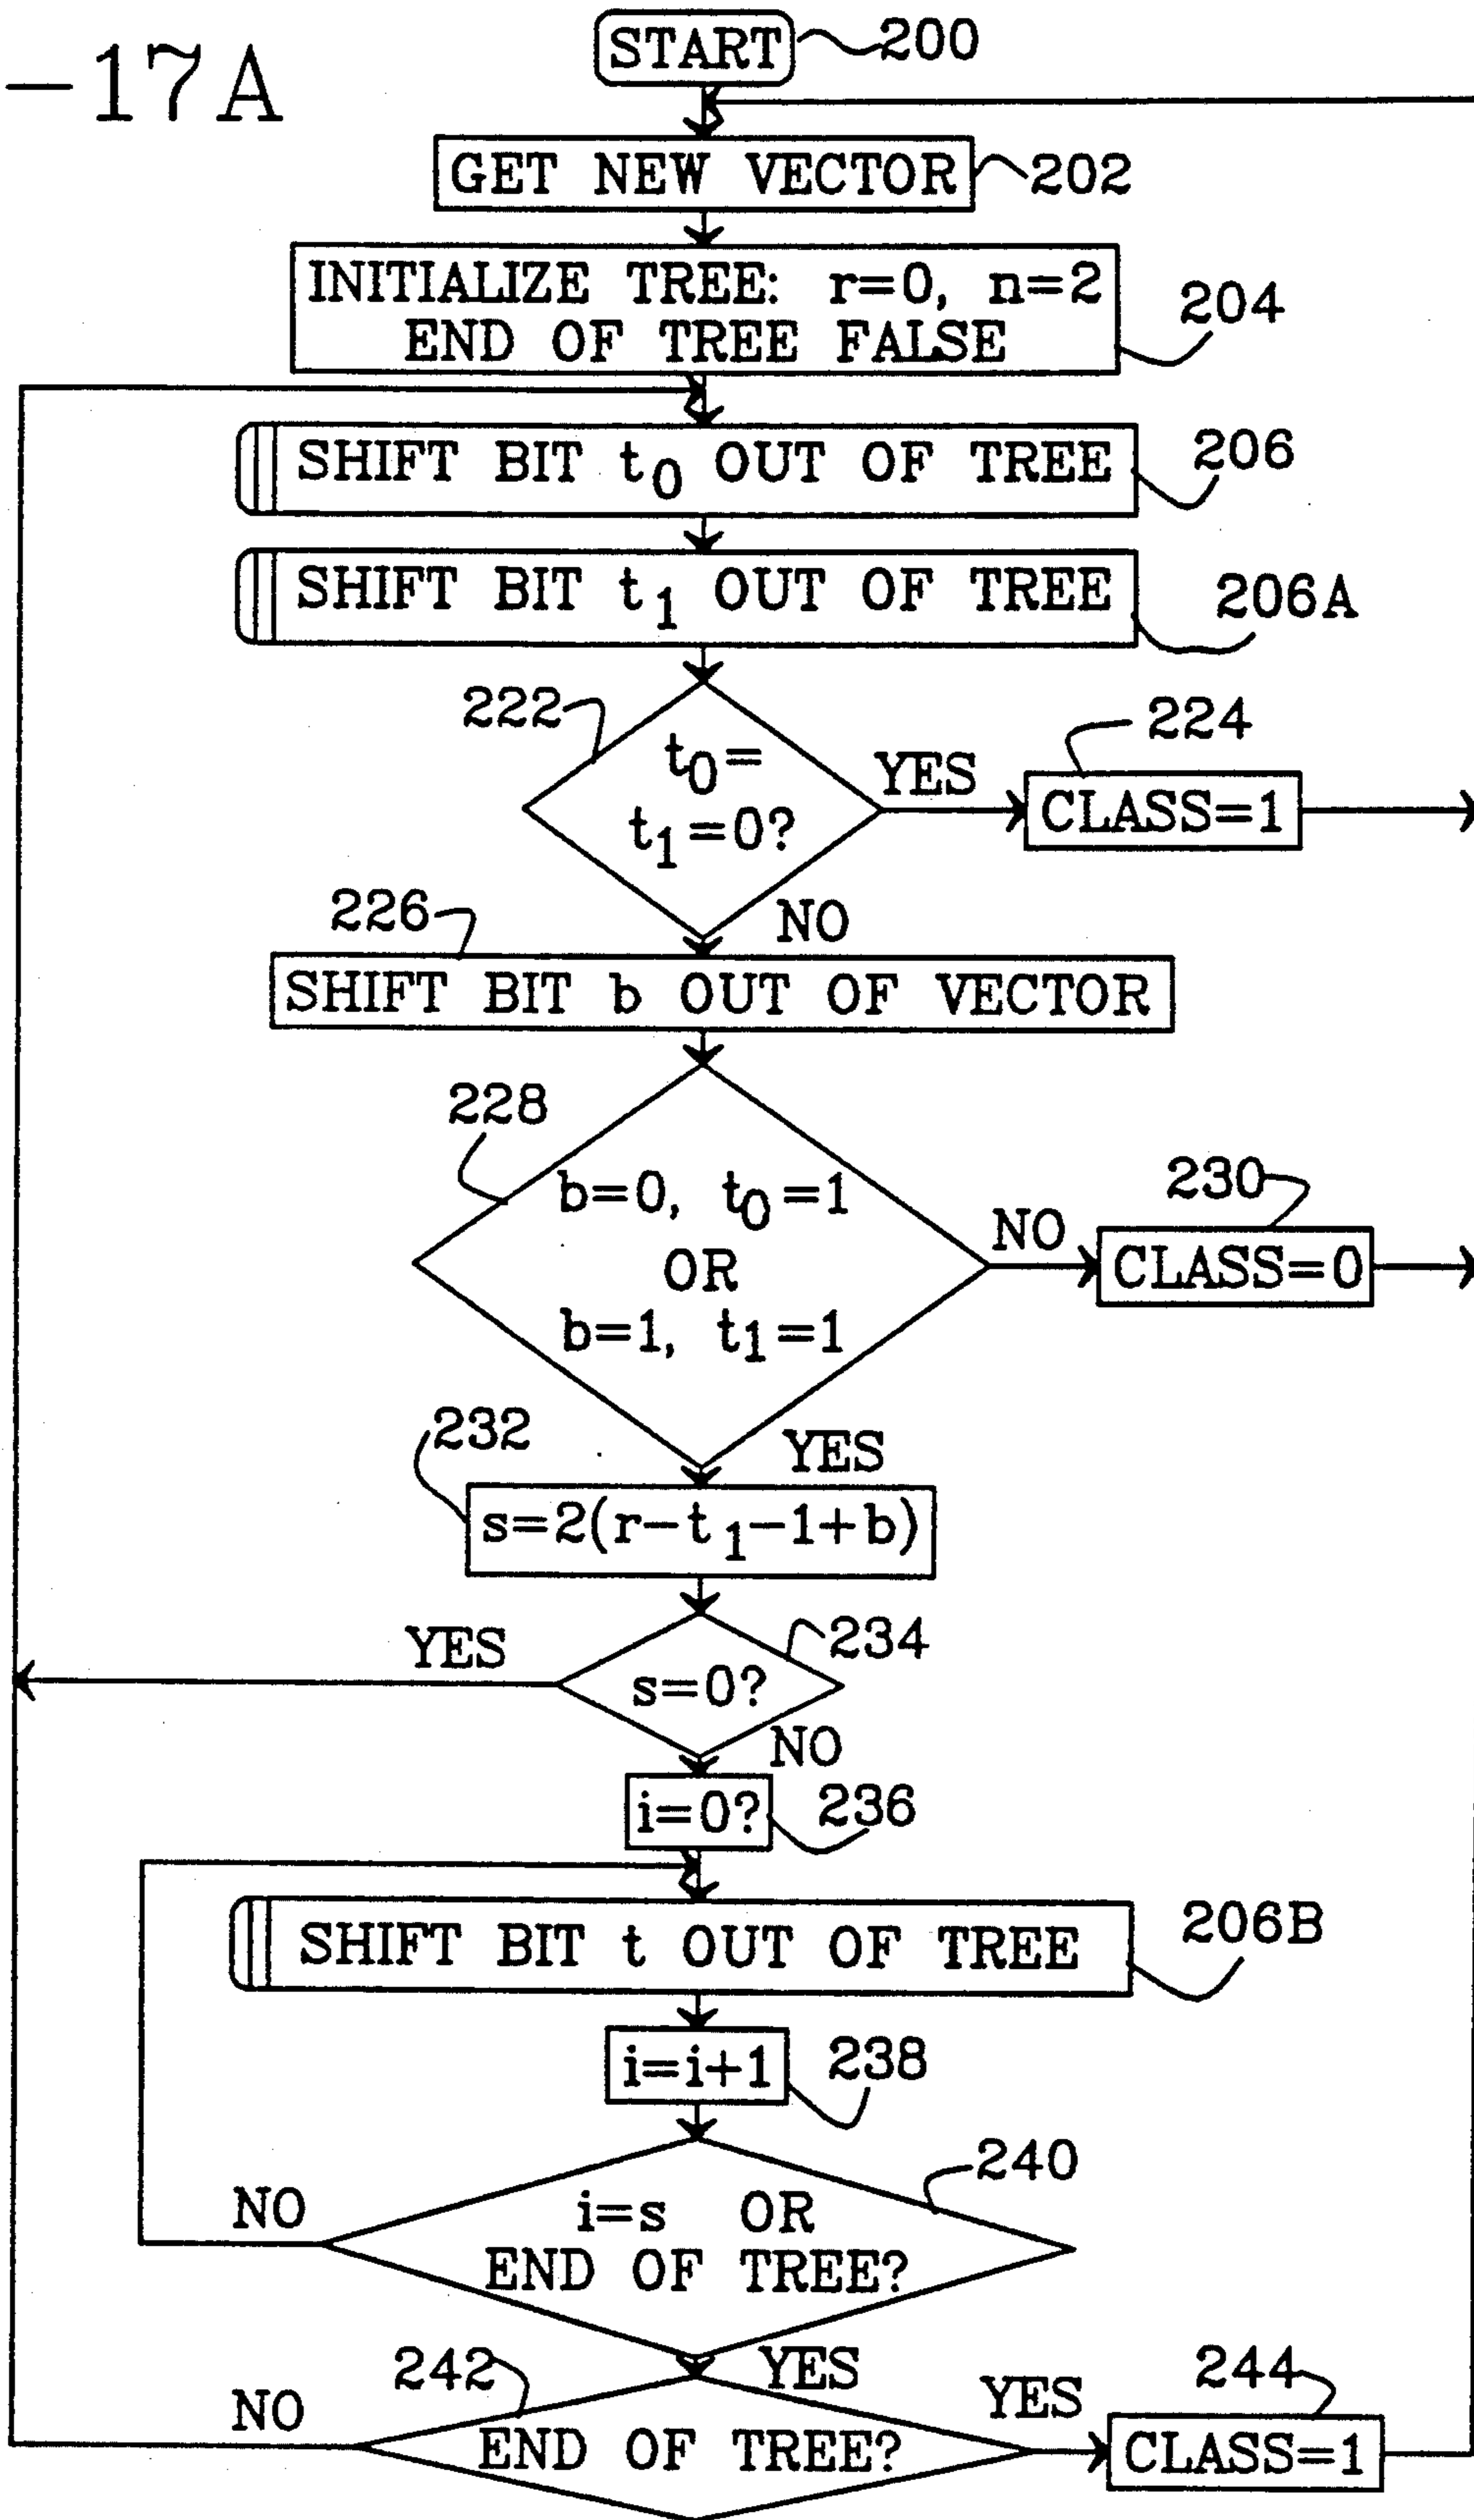 -17A
START
200
GET NEW VECTOR
202
INITIALIZE TREE: r=0, n=2
END OF TREE FALSE
204
SHIFT BIT t0 OUT OF TREE
206
SHIFT BIT t1 OUT OF TREE
206A
222
t0=
t1=0?
YES
224
CLASS=1
NO
226
SHIFT BIT b OUT OF VECTOR
228
b=0, t0=1
OR
b=1, t1=1
NO
230
CLASS=0
YES
232
s=2(r-t1-1+b)
234
YES
s=0?
NO
i=0?
236
SHIFT BIT t OUT OF TREE
206B
i=i+1
238
240
NO
i=s OR
END OF TREE?
YES
242
NO
END OF TREE?
YES
244
CLASS=1